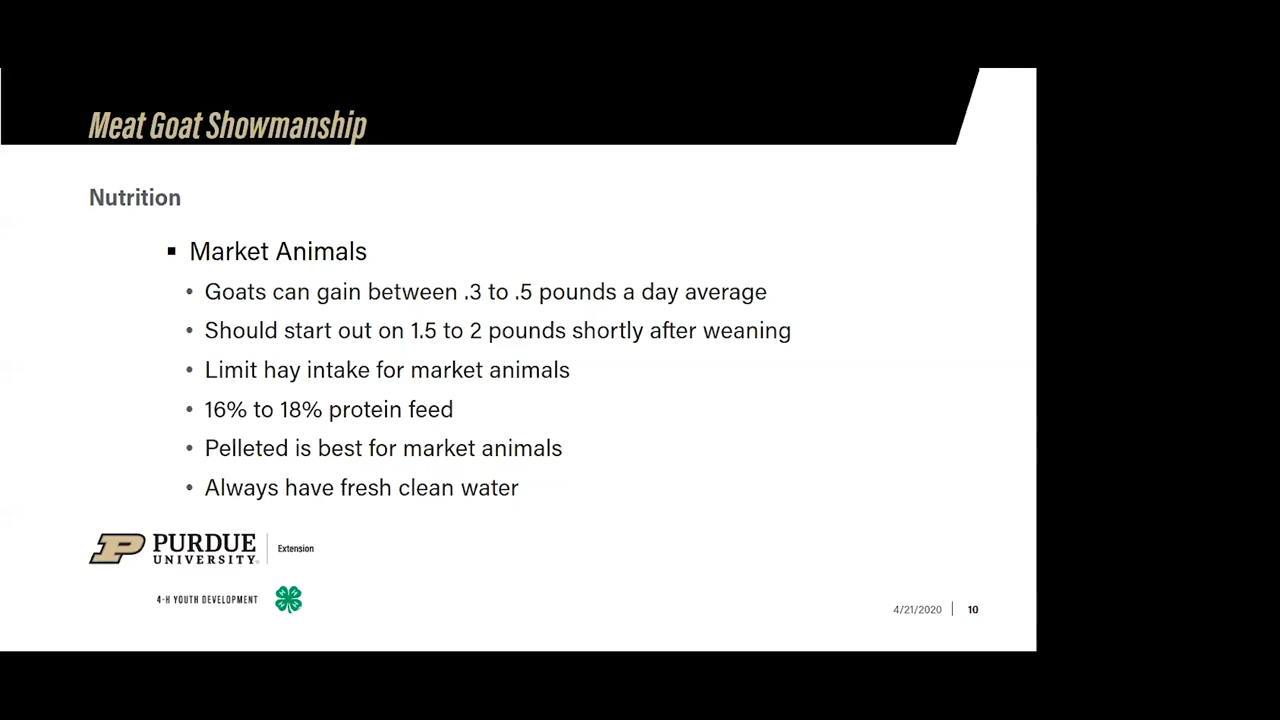 Meat Goat Showmanship
Nutrition
▪ Market Animals
• Goats can gain between .3 to .5 pounds a day average
• Should start out on 1.5 to 2 pounds shortly after weaning
• Limit hay intake for market animals
• 16% to 18% protein feed
• Pelleted is best for market animals
• Always have fresh clean water
P PURDUE UNIVERSITY® | Extension
4-H YOUTH DEVELOPMENT
4/21/2020 | 10